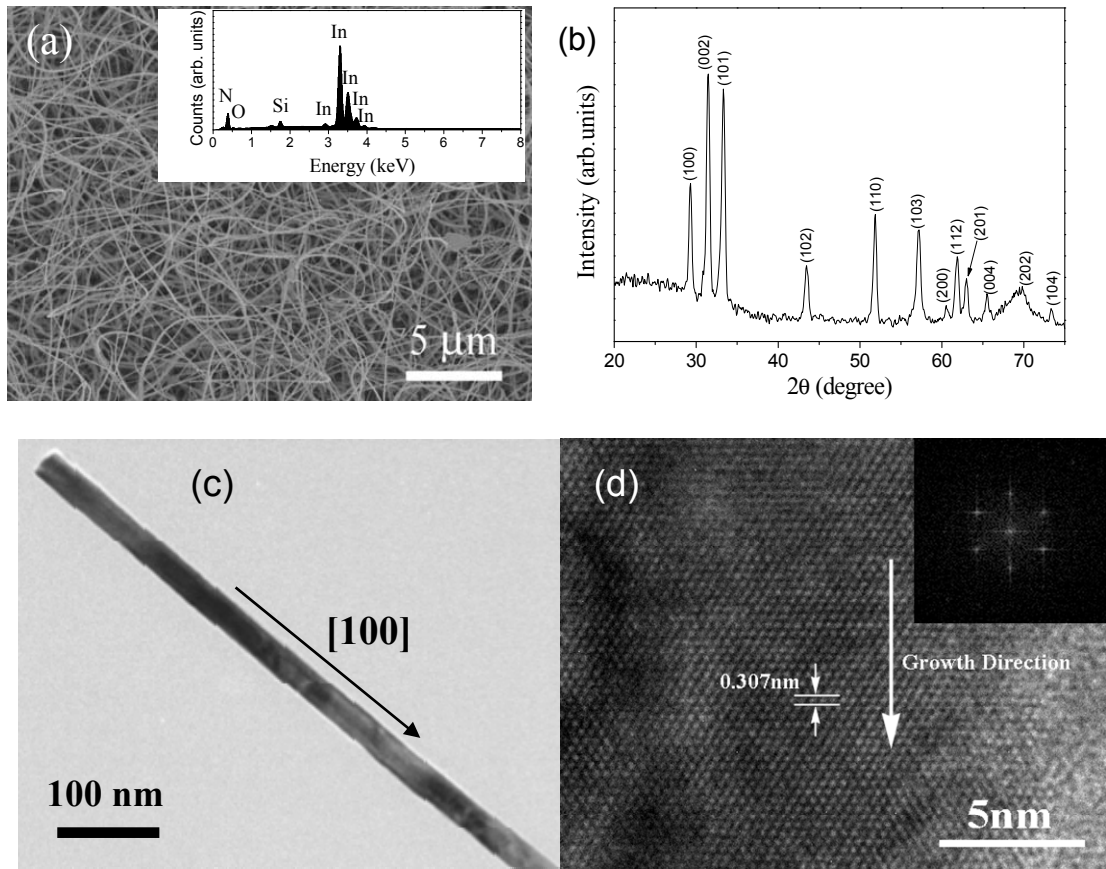 (a)
Counts (arb. units)
N
O
Si
In
In
In
In
In
0 1 2 3 4 5 6 7 8
Energy (keV)
5 μm
(b)
Intensity (arb.units)
(100)
(002)
(101)
(102)
(110)
(103)
(200)
(112)
(201)
(004)
(202)
(104)
20 30 40 50 60 70
2θ (degree)
(c)
[100]
100 nm
(d)
0.307nm
Growth Direction
5nm